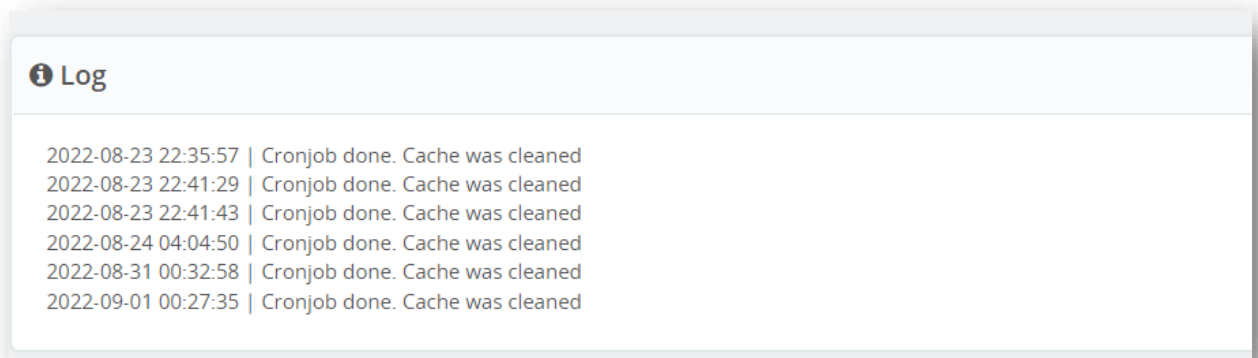 Log
2022-08-23 22:35:57 | Cronjob done. Cache was cleaned
2022-08-23 22:41:29 | Cronjob done. Cache was cleaned
2022-08-23 22:41:43 | Cronjob done. Cache was cleaned
2022-08-24 04:04:50 | Cronjob done. Cache was cleaned
2022-08-31 00:32:58 | Cronjob done. Cache was cleaned
2022-09-01 00:27:35 | Cronjob done. Cache was cleaned